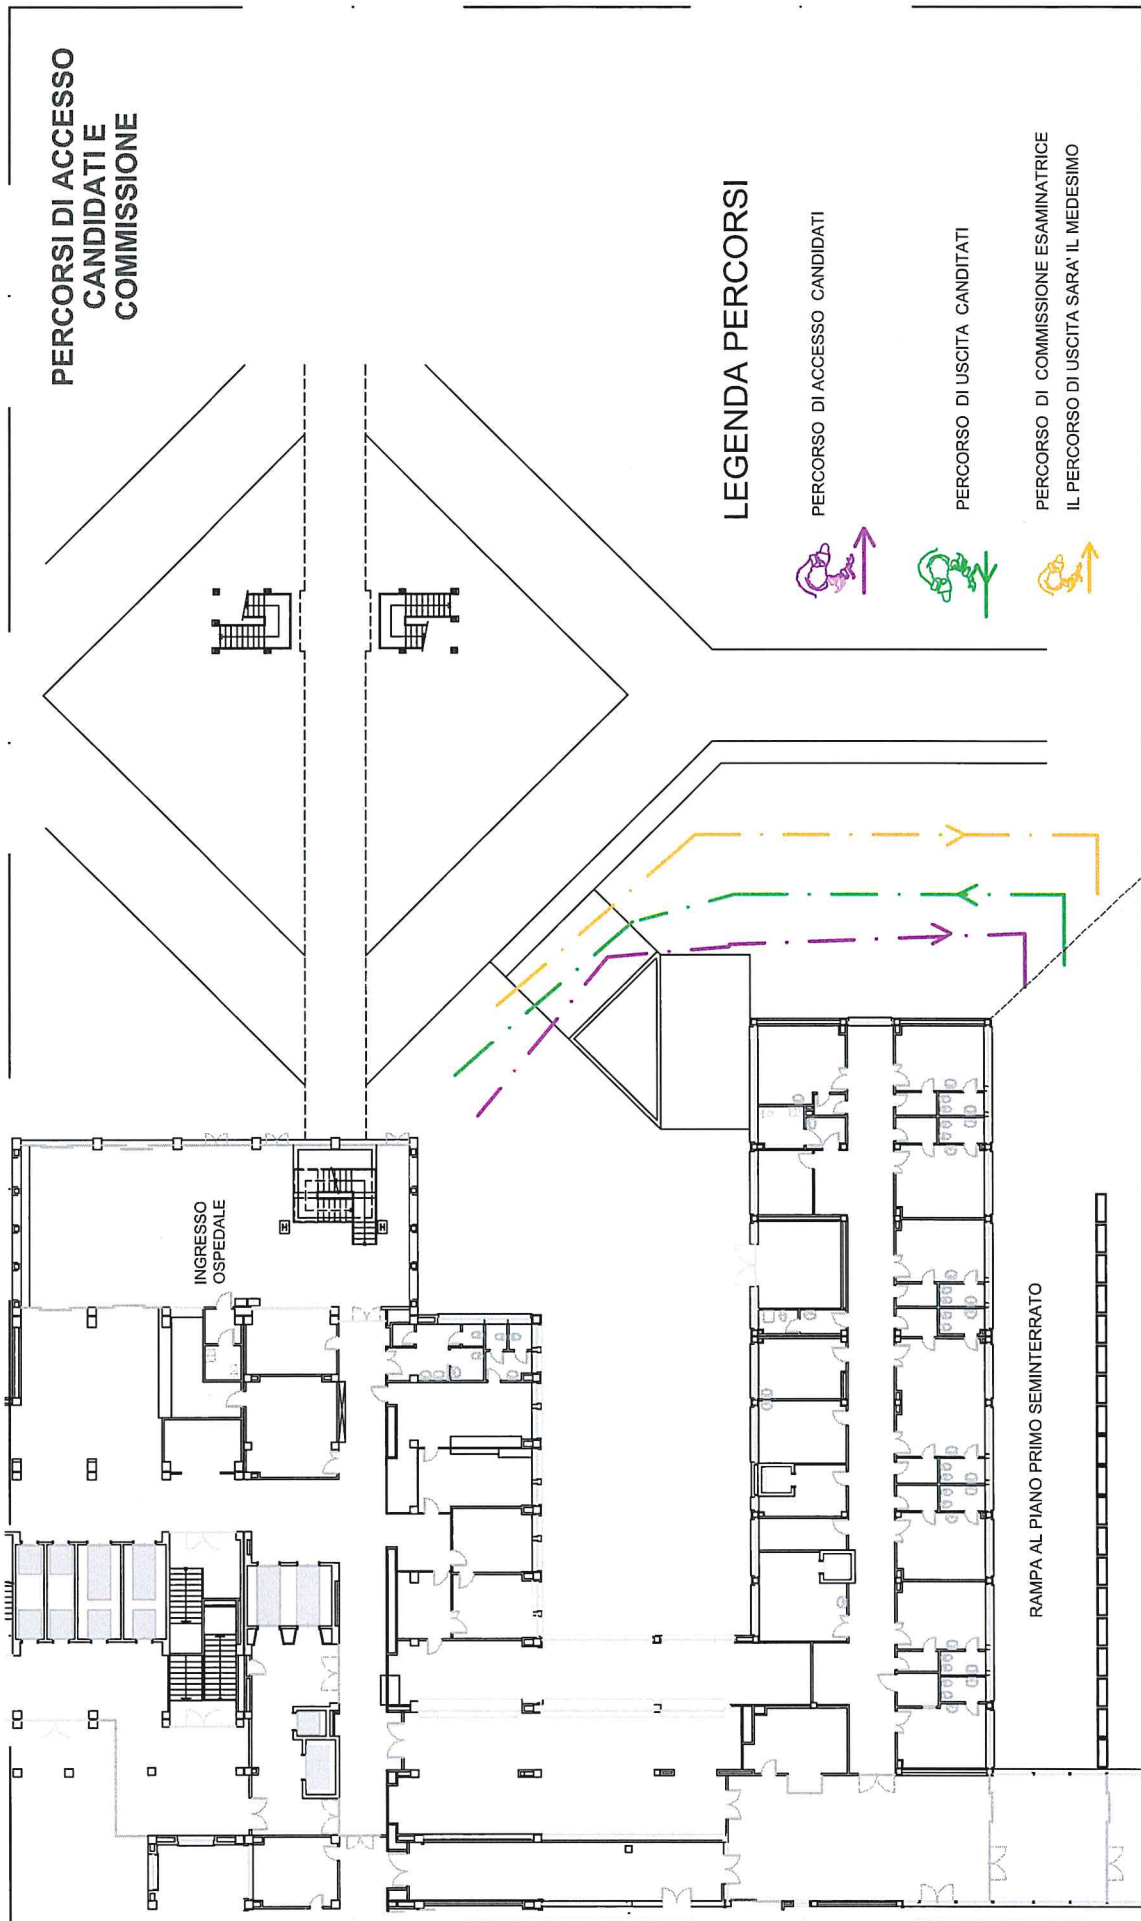 PERCORSI DI ACCESSO
CANDIDATI E
COMMISSIONE
INGRESSO
OSPEDALE
H
H
LEGENDA PERCORSI
PERCORSO DI ACCESSO CANDIDATI
PERCORSO DI USCITA CANDITATI
PERCORSO DI COMMISSIONE ESAMINATRICE
IL PERCORSO DI USCITA SARA' IL MEDESIMO
RAMPA AL PIANO PRIMO SEMINTERRATO